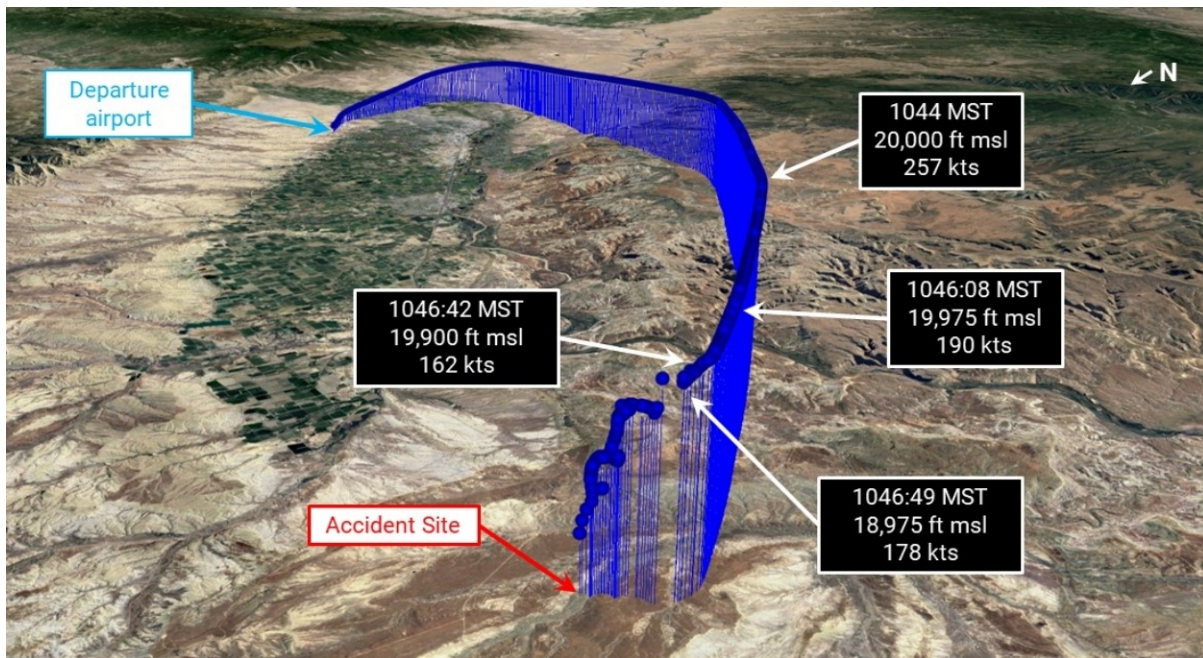 Departure
airport
N
1044 MST
20,000 ft msl
257 kts
1046:08 MST
19,975 ft msl
190 kts
1046:42 MST
19,900 ft msl
162 kts
1046:49 MST
18,975 ft msl
178 kts
Accident Site